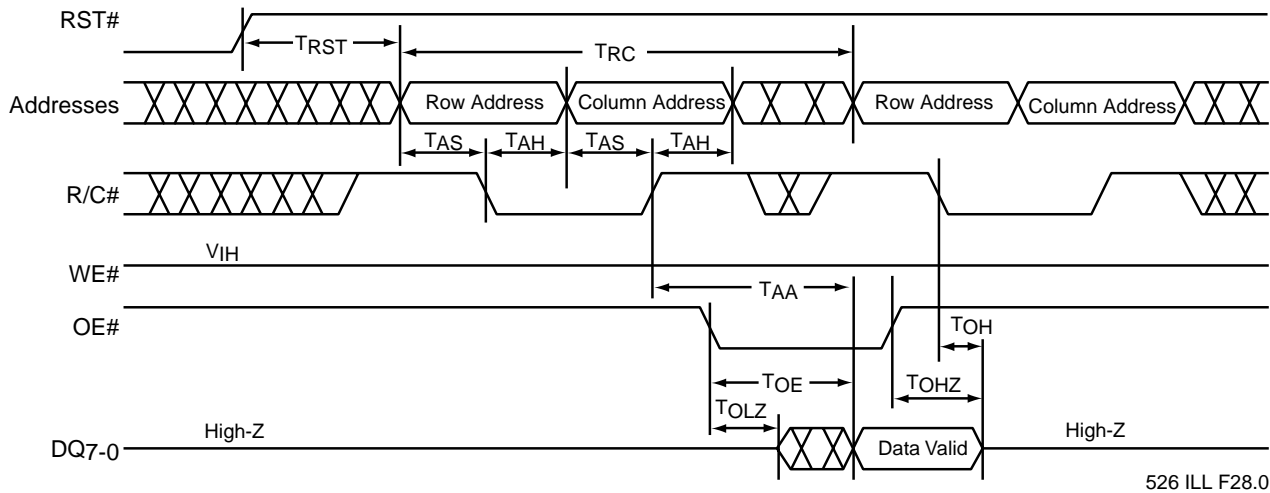 RST#
TRST
TRC
Addresses
Row Address
Column Address
Row Address
Column Address
TAS
TAH
TAS
TAH
R/C#
VIH
WE#
TAA
OE#
TOH
TOE
TOHZ
TOLZ
High-Z
Data Valid
High-Z
DQ7-0
526 ILL F28.0